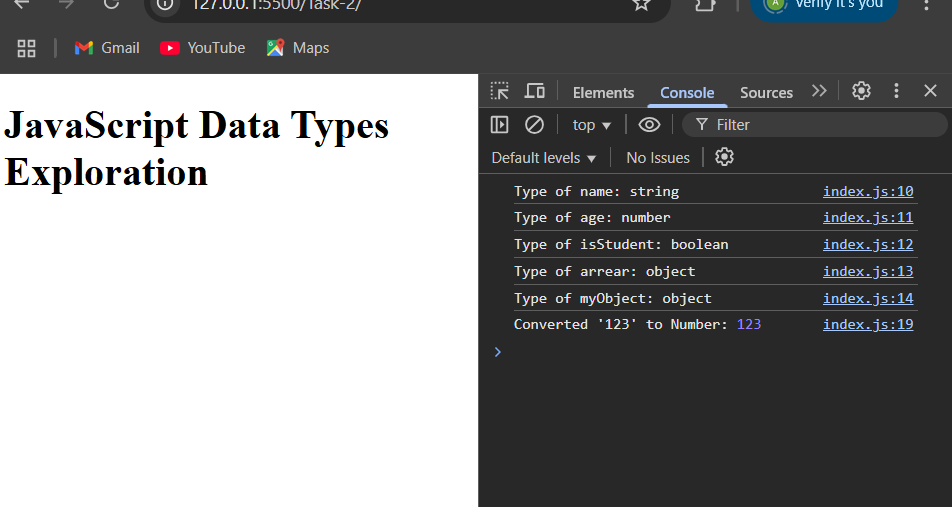 127.0.0.1:5500/Task-2/
Verify it's you
Gmail YouTube Maps
JavaScript Data Types
Exploration
Elements Console Sources
top Filter
Default levels No Issues
Type of name: string index.js:10
Type of age: number index.js:11
Type of isStudent: boolean index.js:12
Type of arrear: object index.js:13
Type of myObject: object index.js:14
Converted '123' to Number: 123 index.js:19